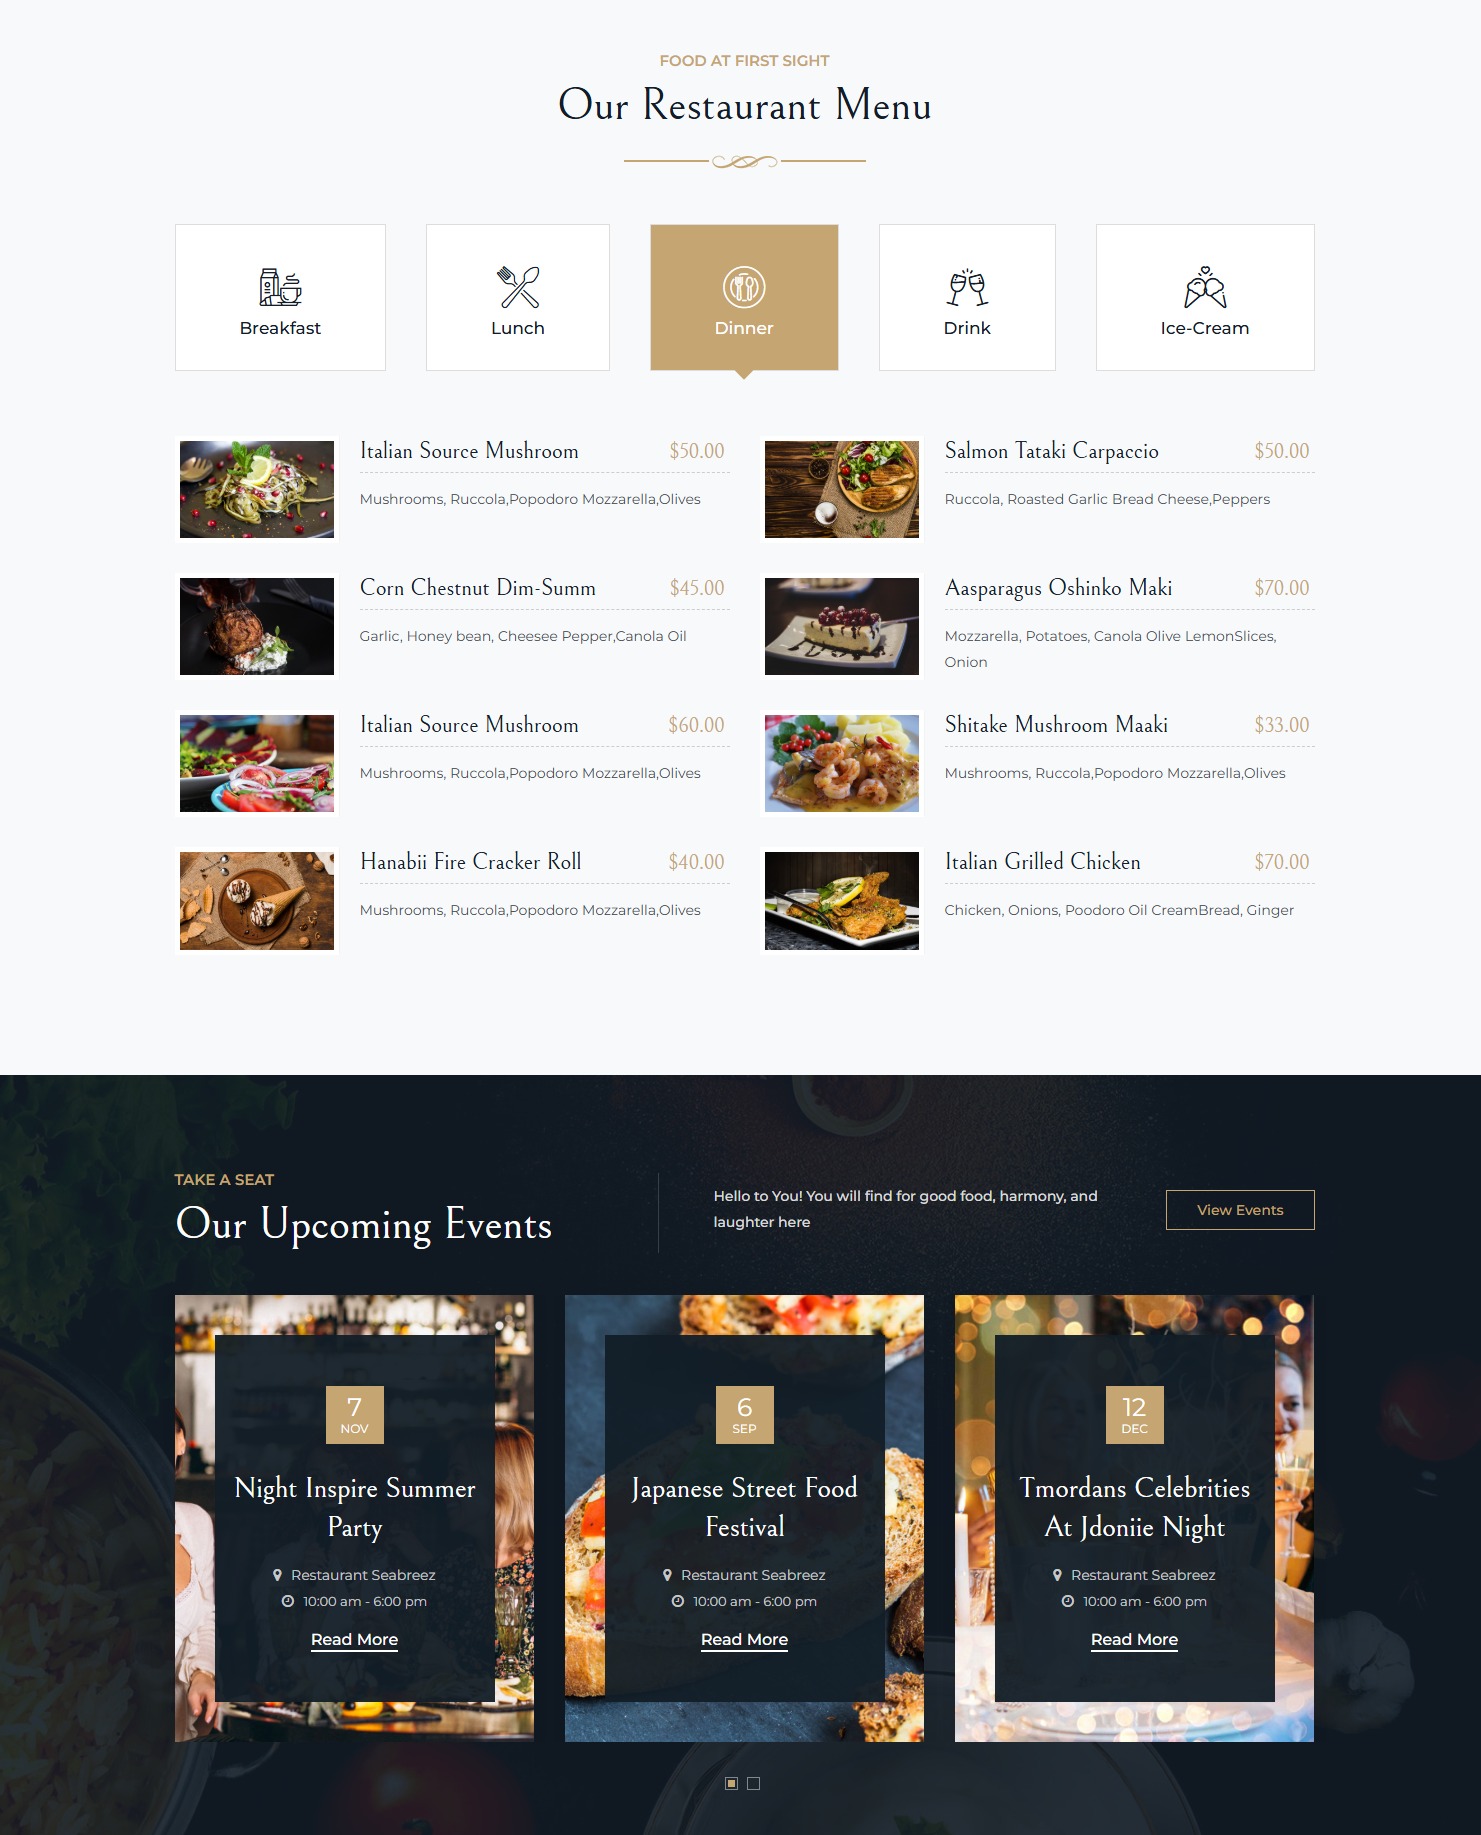 FOOD AT FIRST SIGHT
Our Restaurant Menu
Breakfast
Lunch
Dinner
Drink
Ice-Cream
Italian Source Mushroom $50.00
Mushrooms, Ruccola,Popodoro Mozzarella,Olives
Salmon Tataki Carpaccio $50.00
Ruccola, Roasted Garlic Bread Cheese,Peppers
Corn Chestnut Dim-Summ $45.00
Garlic, Honey bean, Cheesee Pepper,Canola Oil
Aasparagus Oshinko Maki $70.00
Mozzarella, Potatoes, Canola Olive LemonSlices,
Onion
Italian Source Mushroom $60.00
Mushrooms, Ruccola,Popodoro Mozzarella,Olives
Shitake Mushroom Maaki $33.00
Mushrooms, Ruccola,Popodoro Mozzarella,Olives
Hanabii Fire Cracker Roll $40.00
Mushrooms, Ruccola,Popodoro Mozzarella,Olives
Italian Grilled Chicken $70.00
Chicken, Onions, Poodoro Oil CreamBread, Ginger
TAKE A SEAT
Our Upcoming Events
Hello to You! You will find for good food, harmony, and
laughter here
View Events
7
NOV
Night Inspire Summer
Party
Restaurant Seabreez
10:00 am - 6:00 pm
Read More
6
SEP
Japanese Street Food
Festival
Restaurant Seabreez
10:00 am - 6:00 pm
Read More
12
DEC
Tmordans Celebrities
At Jdoniie Night
Restaurant Seabreez
10:00 am - 6:00 pm
Read More